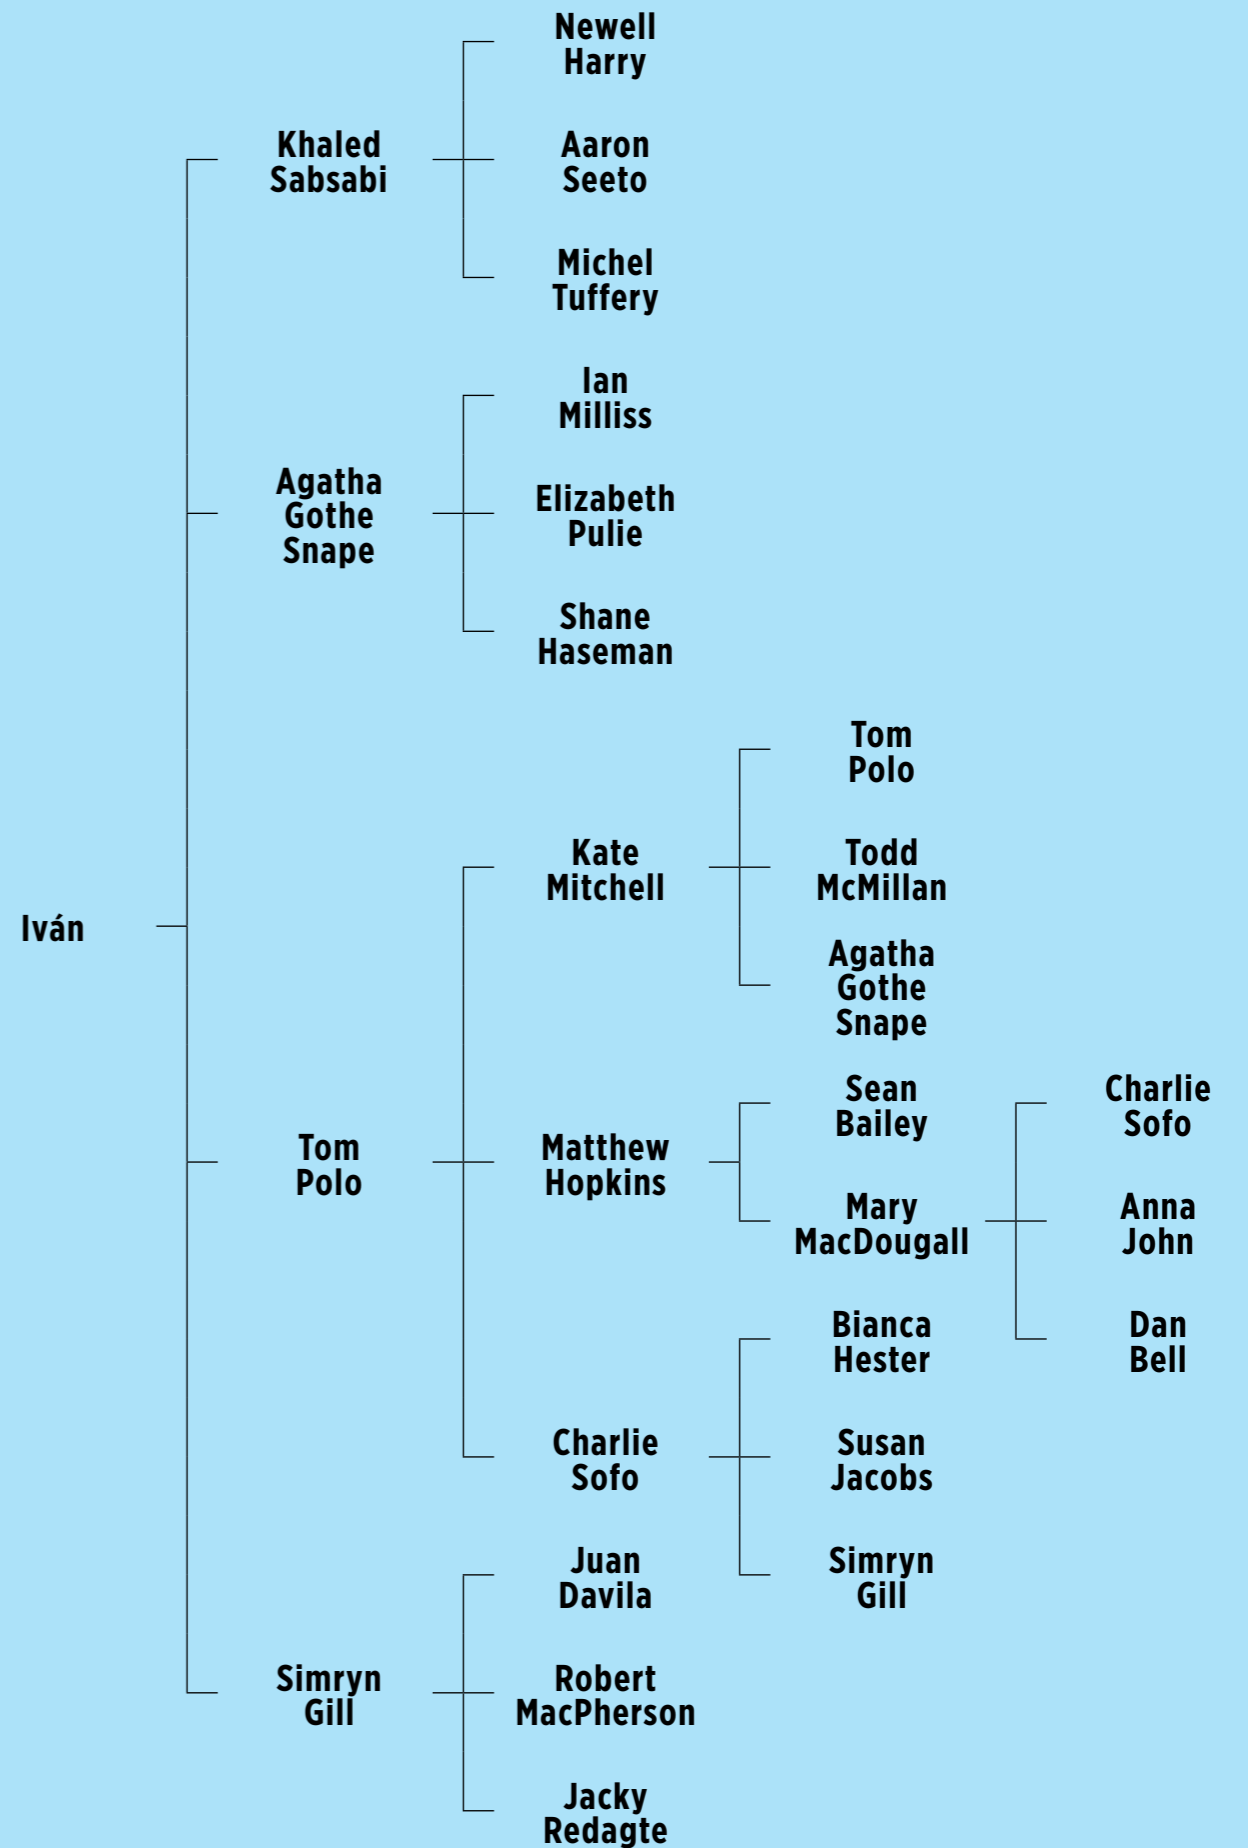 Newell
Harry
Khaled
Sabsabi
Aaron
Seeto
Michel
Tuffery
Ian
Milliss
Agatha
Gothe
Snape
Elizabeth
Pulie
Shane
Haseman
Tom
Polo
Kate
Mitchell
Todd
McMillan
Iván
Agatha
Gothe
Snape
Sean
Bailey
Charlie
Sofo
Tom
Polo
Matthew
Hopkins
Mary
MacDougall
Anna
John
Bianca
Hester
Dan
Bell
Charlie
Sofo
Susan
Jacobs
Juan
Davila
Simryn
Gill
Simryn
Gill
Robert
MacPherson
Jacky
Redagte